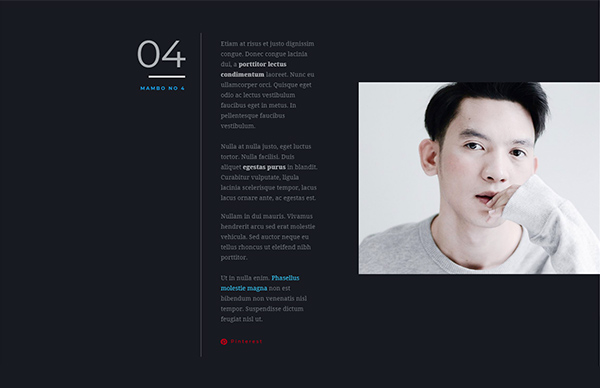 04
MAMBO NO 4
Etiam at risus et justo dignissim
congue. Donec congue lacinia
dui, a porttitor lectus
condimentum laoreet. Nunc eu
ullamcorper orci. Quisque eget
odio ac lectus vestibulum
faucibus eget in metus. In
pellentesque faucibus
vestibulum.
Nulla at nulla justo, eget luctus
tortor. Nulla facilisi. Duis
aliquet egestas purus in blandit.
Curabitur vulputate, ligula
lacinia scelerisque tempor, lacus
lacus ornare ante, ac egestas est.
Nullam in dui mauris. Vivamus
hendrerit arcu sed erat molestie
vehicula. Sed auctor neque eu
tellus rhoncus ut eleifend nibh
porttitor.
Ut in nulla enim. Phasellus
molestie magna non est
bibendum non venenatis nisl
tempor. Suspendisse dictum
feugiat nisl ut.
Pinterest